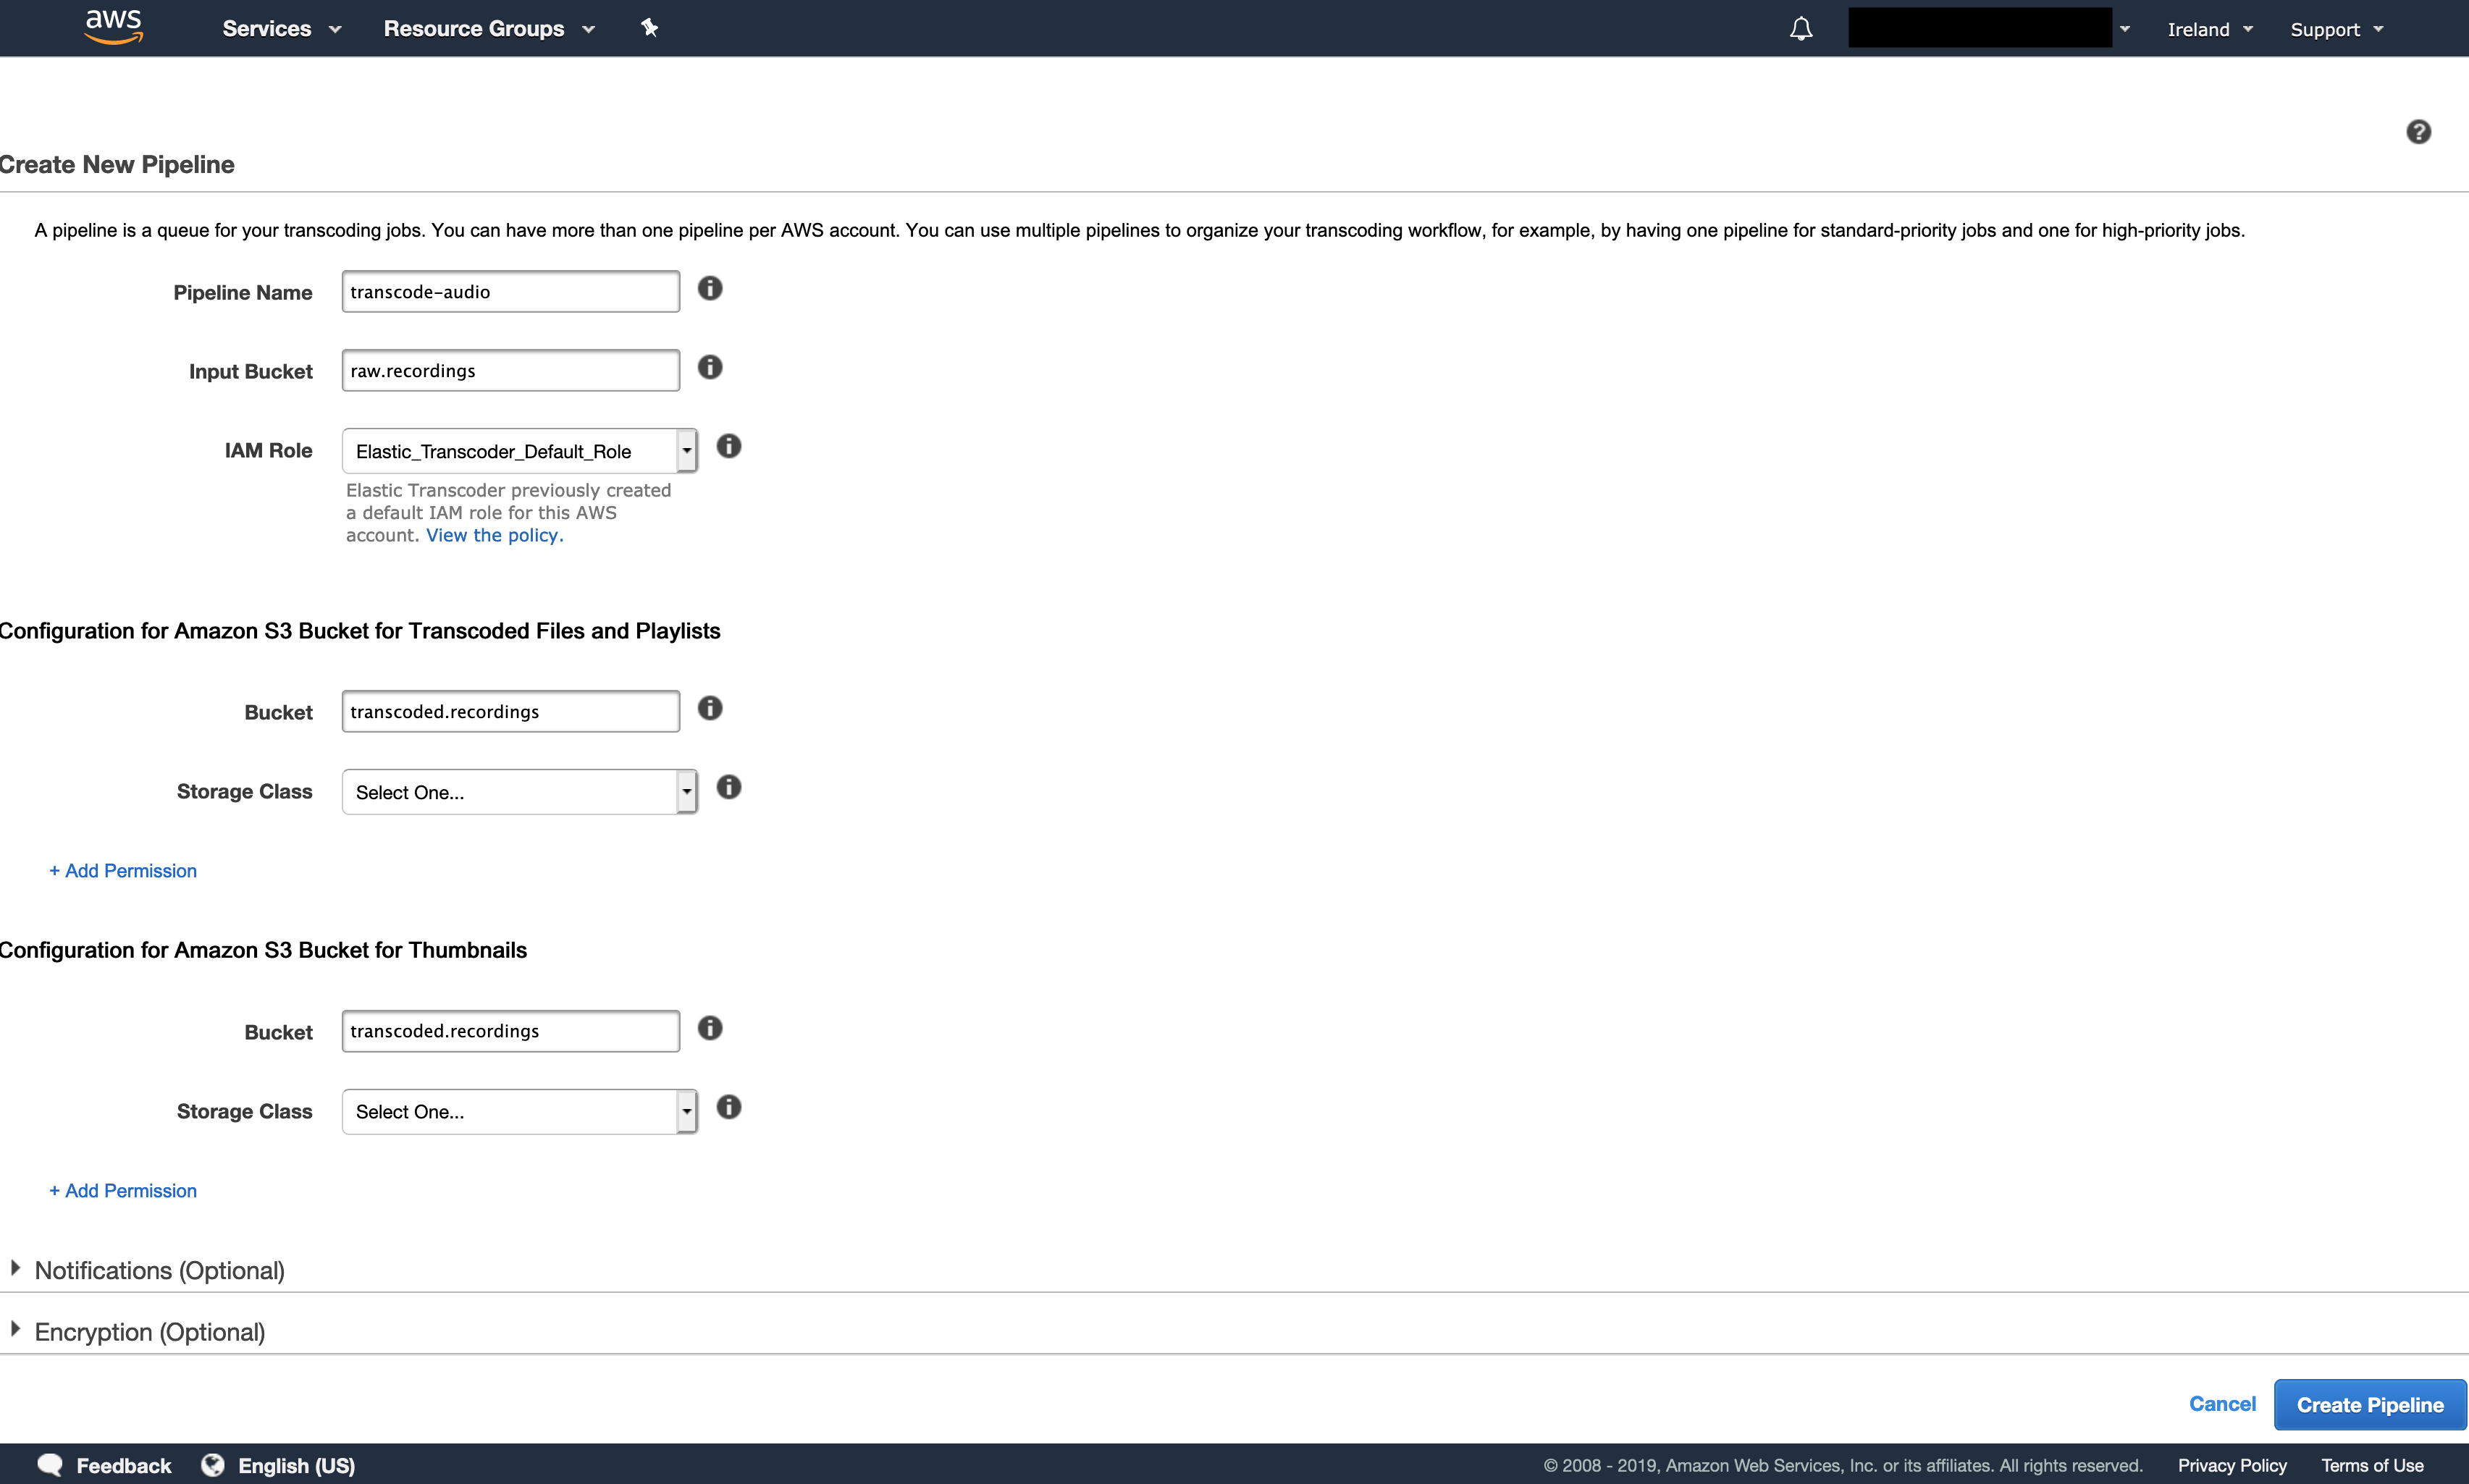 aws Services Resource Groups Ireland Support
Create New Pipeline
A pipeline is a queue for your transcoding jobs. You can have more than one pipeline per AWS account. You can use multiple pipelines to organize your transcoding workflow, for example, by having one pipeline for standard-priority jobs and one for high-priority jobs.
Pipeline Name transcode-audio
Input Bucket raw.recordings
IAM Role Elastic_Transcoder_Default_Role
Elastic Transcoder previously created
a default IAM role for this AWS
account. View the policy.
Configuration for Amazon S3 Bucket for Transcoded Files and Playlists
Bucket transcoded.recordings
Storage Class Select One...
+ Add Permission
Configuration for Amazon S3 Bucket for Thumbnails
Bucket transcoded.recordings
Storage Class Select One...
+ Add Permission
Notifications (Optional)
Encryption (Optional)
Cancel Create Pipeline
Feedback English (US) © 2008 - 2019, Amazon Web Services, Inc. or its affiliates. All rights reserved. Privacy Policy Terms of Use